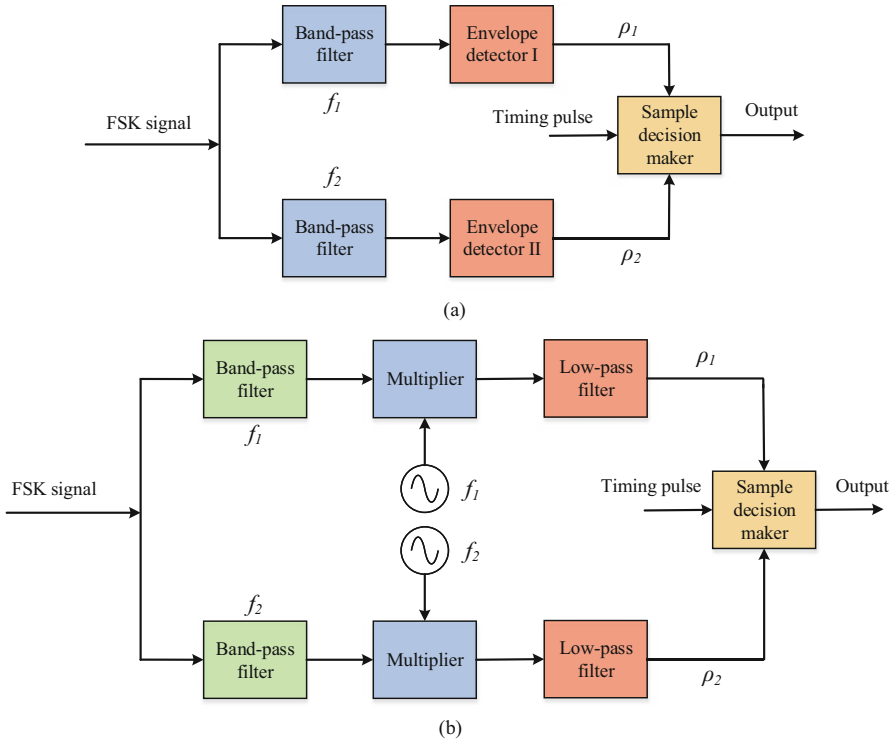 Band-pass
filter
f1
Envelope
detector I
ρ1
FSK signal
Timing pulse
Sample
decision
maker
Output
f2
Band-pass
filter
Envelope
detector II
ρ2
(a)
Band-pass
filter
f1
Multiplier
Low-pass
filter
ρ1
f1
FSK signal
Timing pulse
Sample
decision
maker
Output
f2
f2
Band-pass
filter
Multiplier
Low-pass
filter
ρ2
(b)